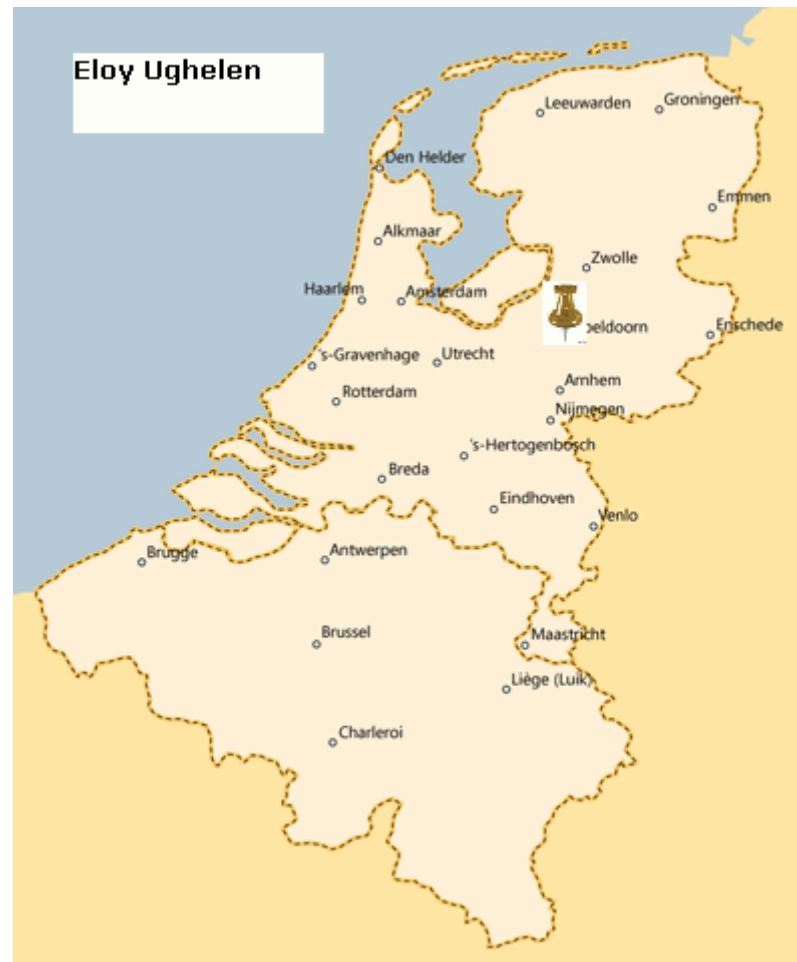 Eloy Ughelen
Leeuwarden
Groningen
Den Helder
Emmen
Alkmaar
Zwolle
Haarlem
Amsterdam
peldoorn
Enschede
's-Gravenhage
Utrecht
Arnhem
Rotterdam
Nijmegen
's-Hertogenbosch
Breda
Eindhoven
Venlo
Brugge
Antwerpen
Brussel
Maastricht
Liège (Luik)
Charleroi